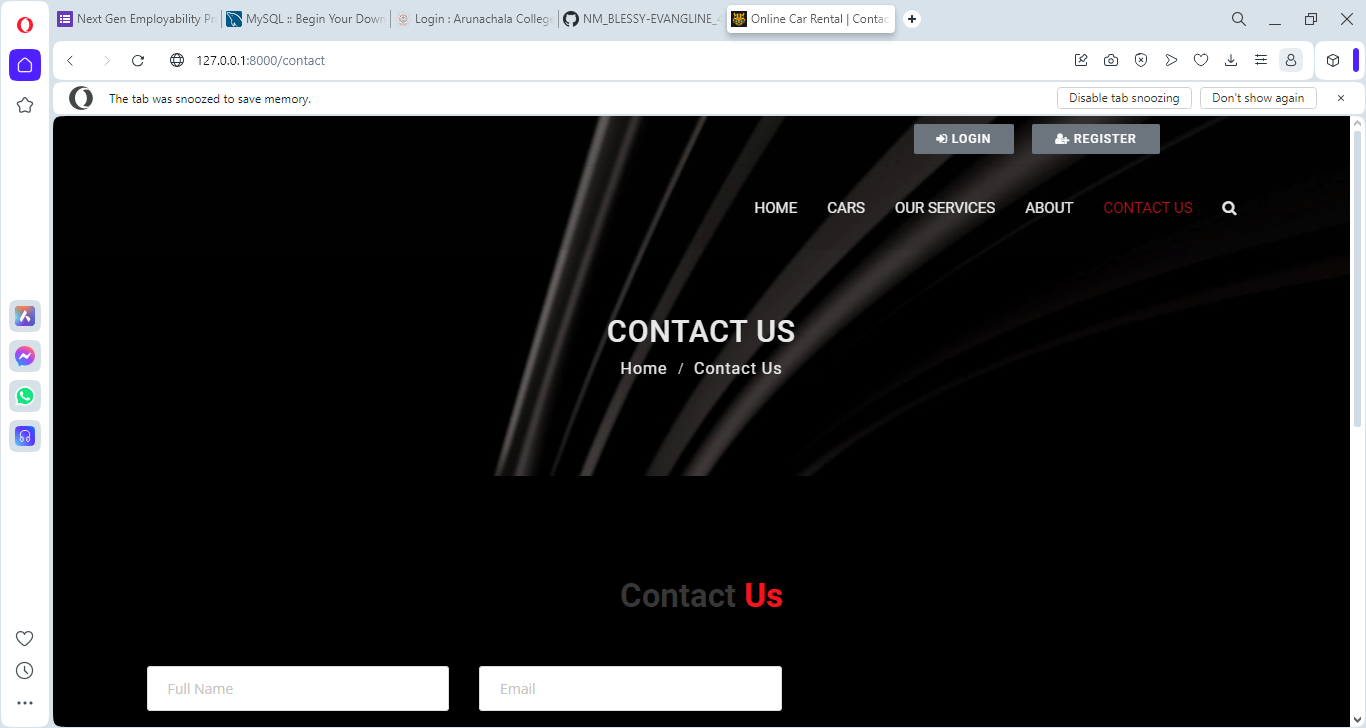 Next Gen Employability Pr
MySQL :: Begin Your Down
Login : Arunachala College
NM_BLESSY-EVANGLINE_4
Online Car Rental | Contac
127.0.0.1:8000/contact
The tab was snoozed to save memory.
Disable tab snoozing
Don't show again
LOGIN
REGISTER
HOME
CARS
OUR SERVICES
ABOUT
CONTACT US
CONTACT US
Home / Contact Us
Contact Us
Full Name
Email